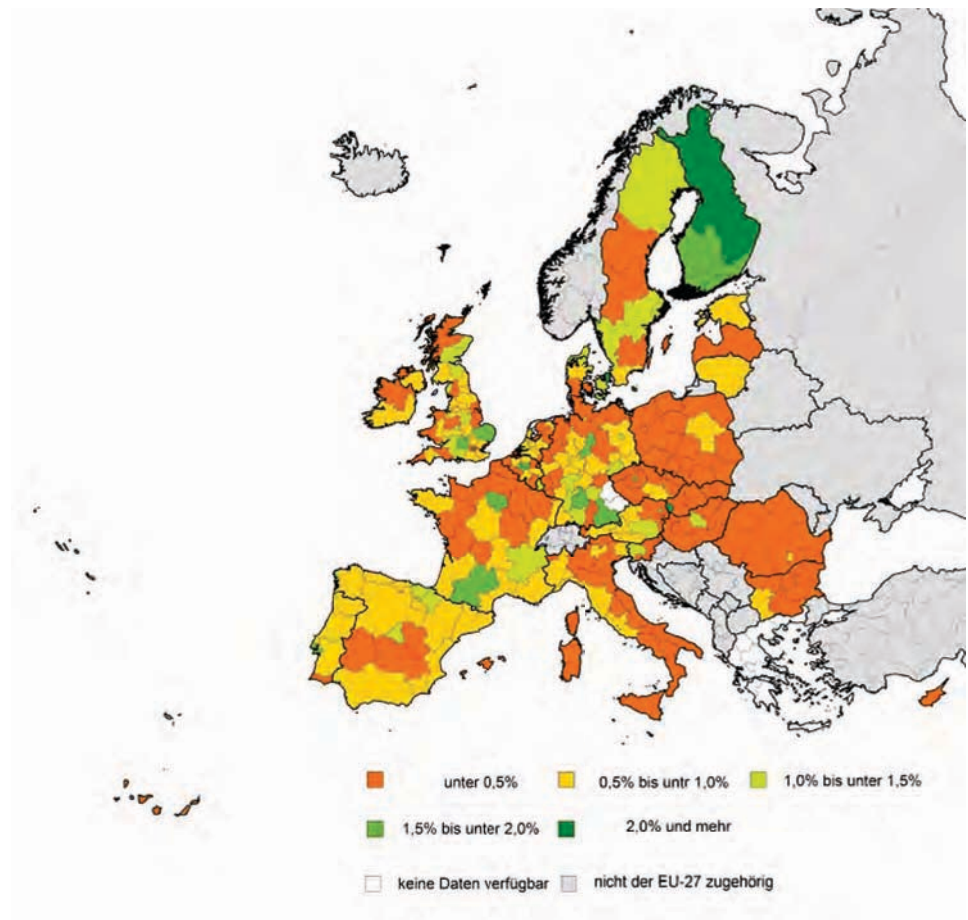 unter 0,5%
0,5% bis untr 1,0%
1,0% bis unter 1,5%
1,5% bis unter 2,0%
2,0% und mehr
keine Daten verfügbar
nicht der EU-27 zugehörig